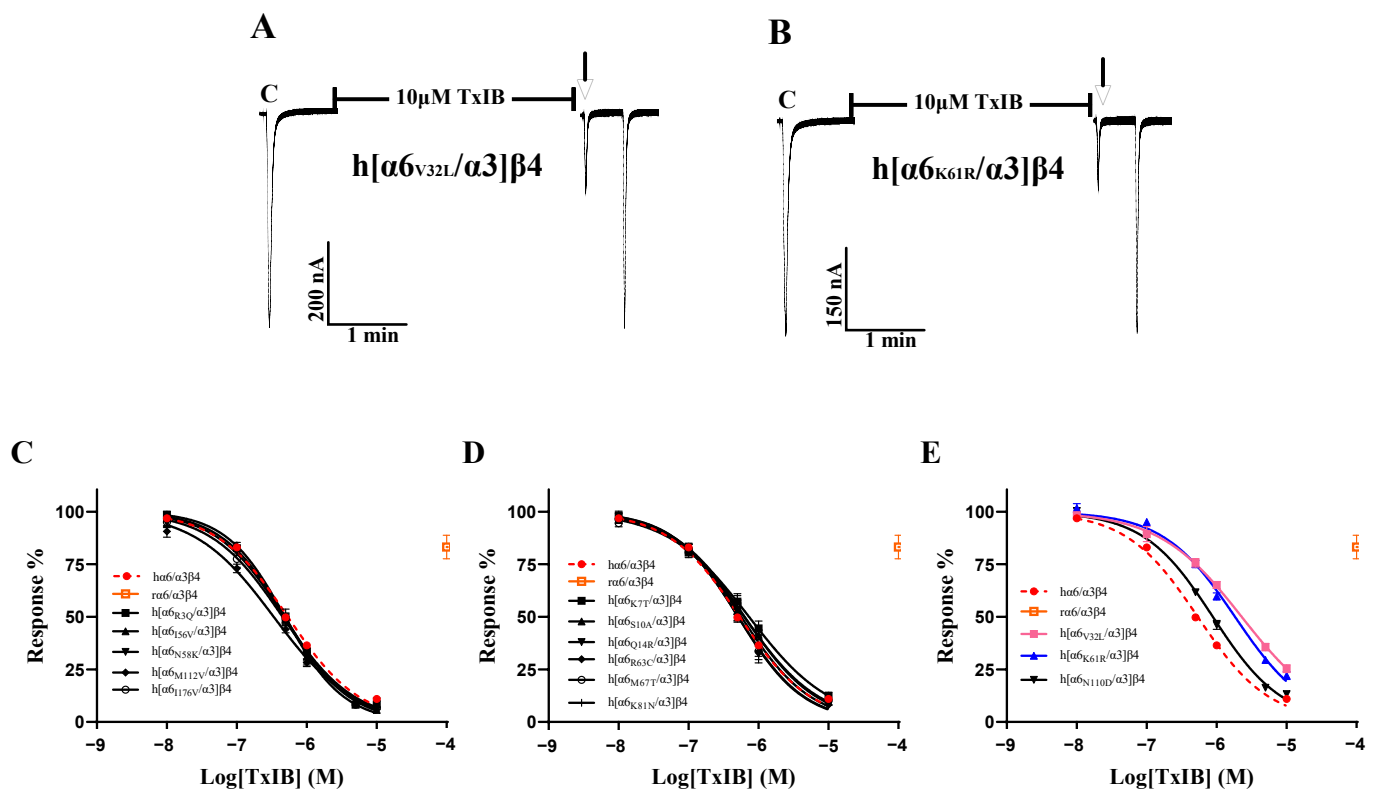 A
B
C
10μM TxIB
C
10μM TxIB
h[α6V32L/α3]β4
h[α6K61R/α3]β4
200 nA
1 min
150 nA
1 min
C
D
E
Response %
100
75
50
25
0
hα6/α3β4
rα6/α3β4
h[α6R3Q/α3]β4
h[α6I56V/α3]β4
h[α6N58K/α3]β4
h[α6M112V/α3]β4
h[α6I176V/α3]β4
−9 −8 −7 −6 −5 −4
Log[TxIB] (M)
Response %
100
75
50
25
0
hα6/α3β4
rα6/α3β4
h[α6K7T/α3]β4
h[α6S10A/α3]β4
h[α6Q14R/α3]β4
h[α6R63C/α3]β4
h[α6M67T/α3]β4
h[α6K81N/α3]β4
−9 −8 −7 −6 −5 −4
Log[TxIB] (M)
Response %
100
75
50
25
0
hα6/α3β4
rα6/α3β4
h[α6V32L/α3]β4
h[α6K61R/α3]β4
h[α6N110D/α3]β4
−9 −8 −7 −6 −5 −4
Log[TxIB] (M)